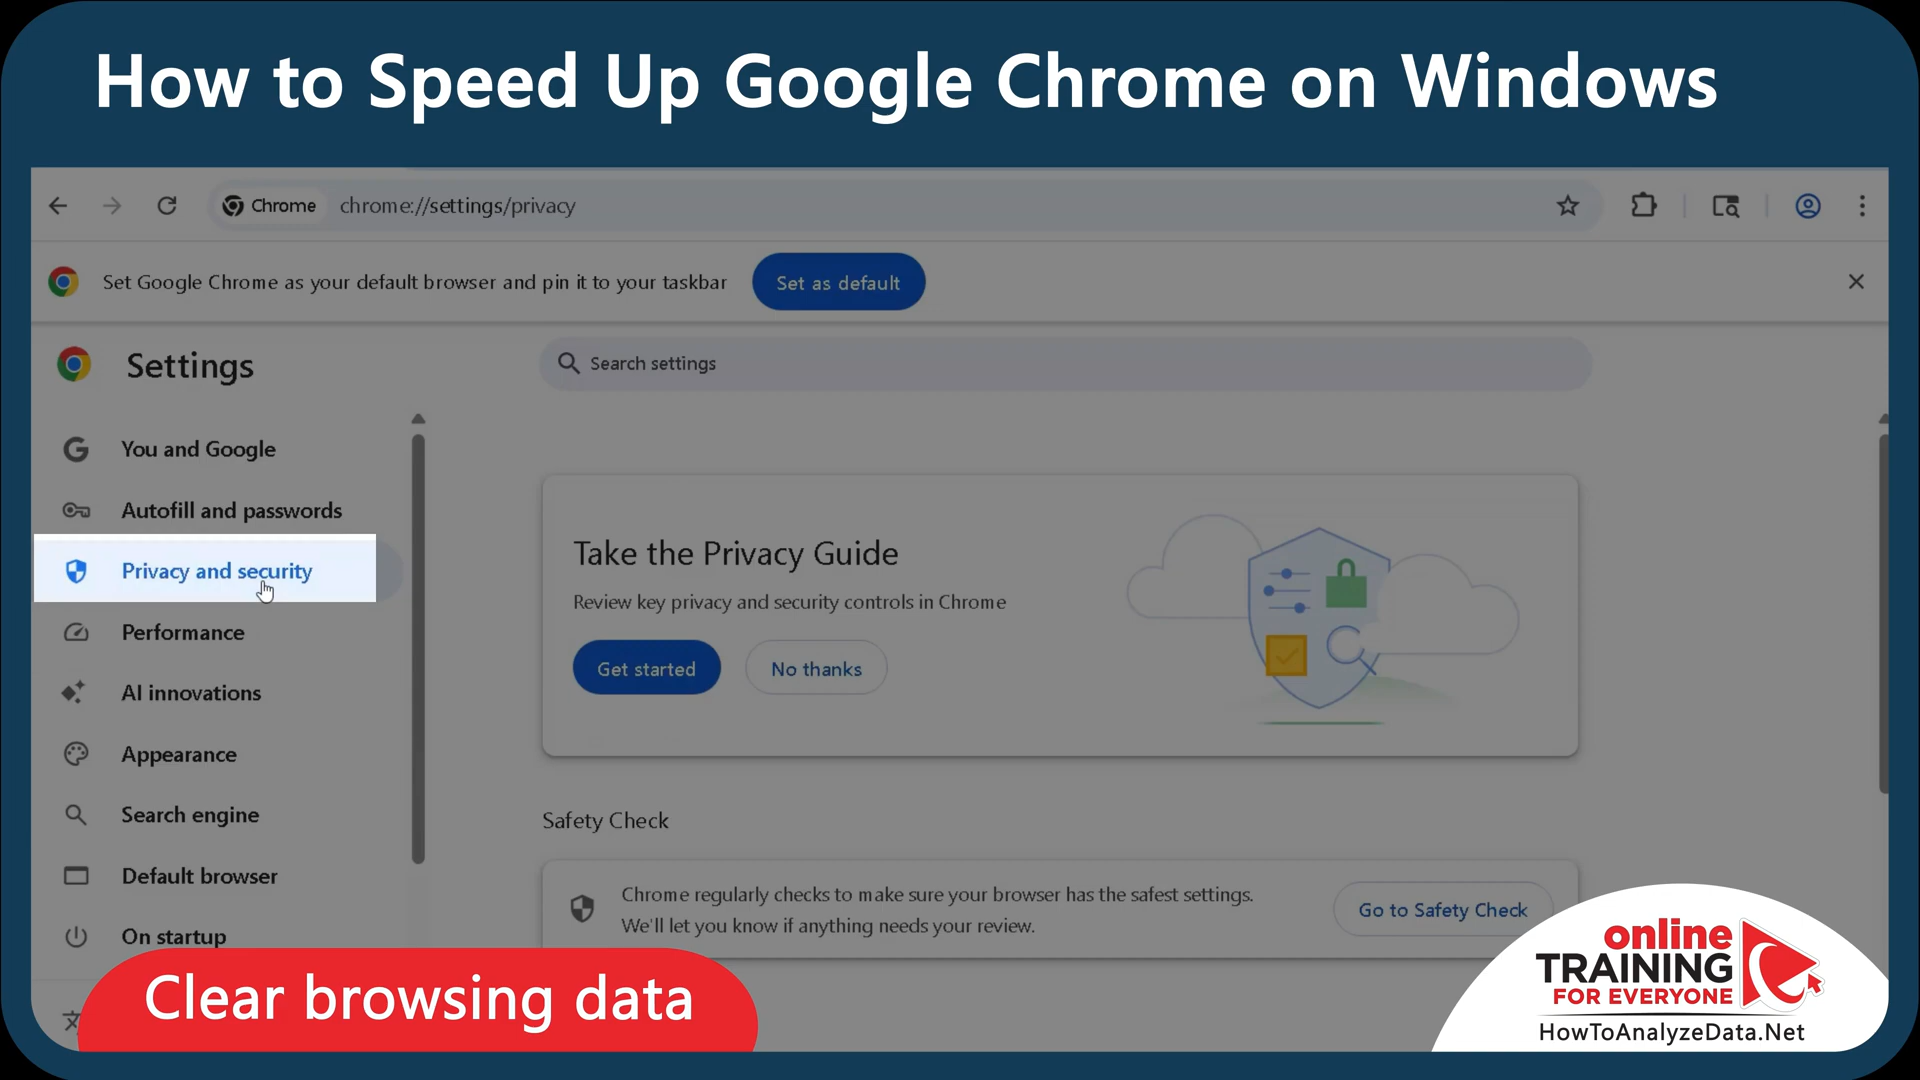 How to Speed Up Google Chrome on Windows
Chrome chrome://settings/privacy
Set Google Chrome as your default browser and pin it to your taskbar
Set as default
Settings
Search settings
You and Google
Autofill and passwords
Privacy and security
Performance
AI innovations
Appearance
Search engine
Default browser
On startup
Take the Privacy Guide
Review key privacy and security controls in Chrome
Get started
No thanks
Safety Check
Chrome regularly checks to make sure your browser has the safest settings.
We'll let you know if anything needs your review.
Go to Safety Check
Clear browsing data
online
TRAINING
FOR EVERYONE
HowToAnalyzeData.Net